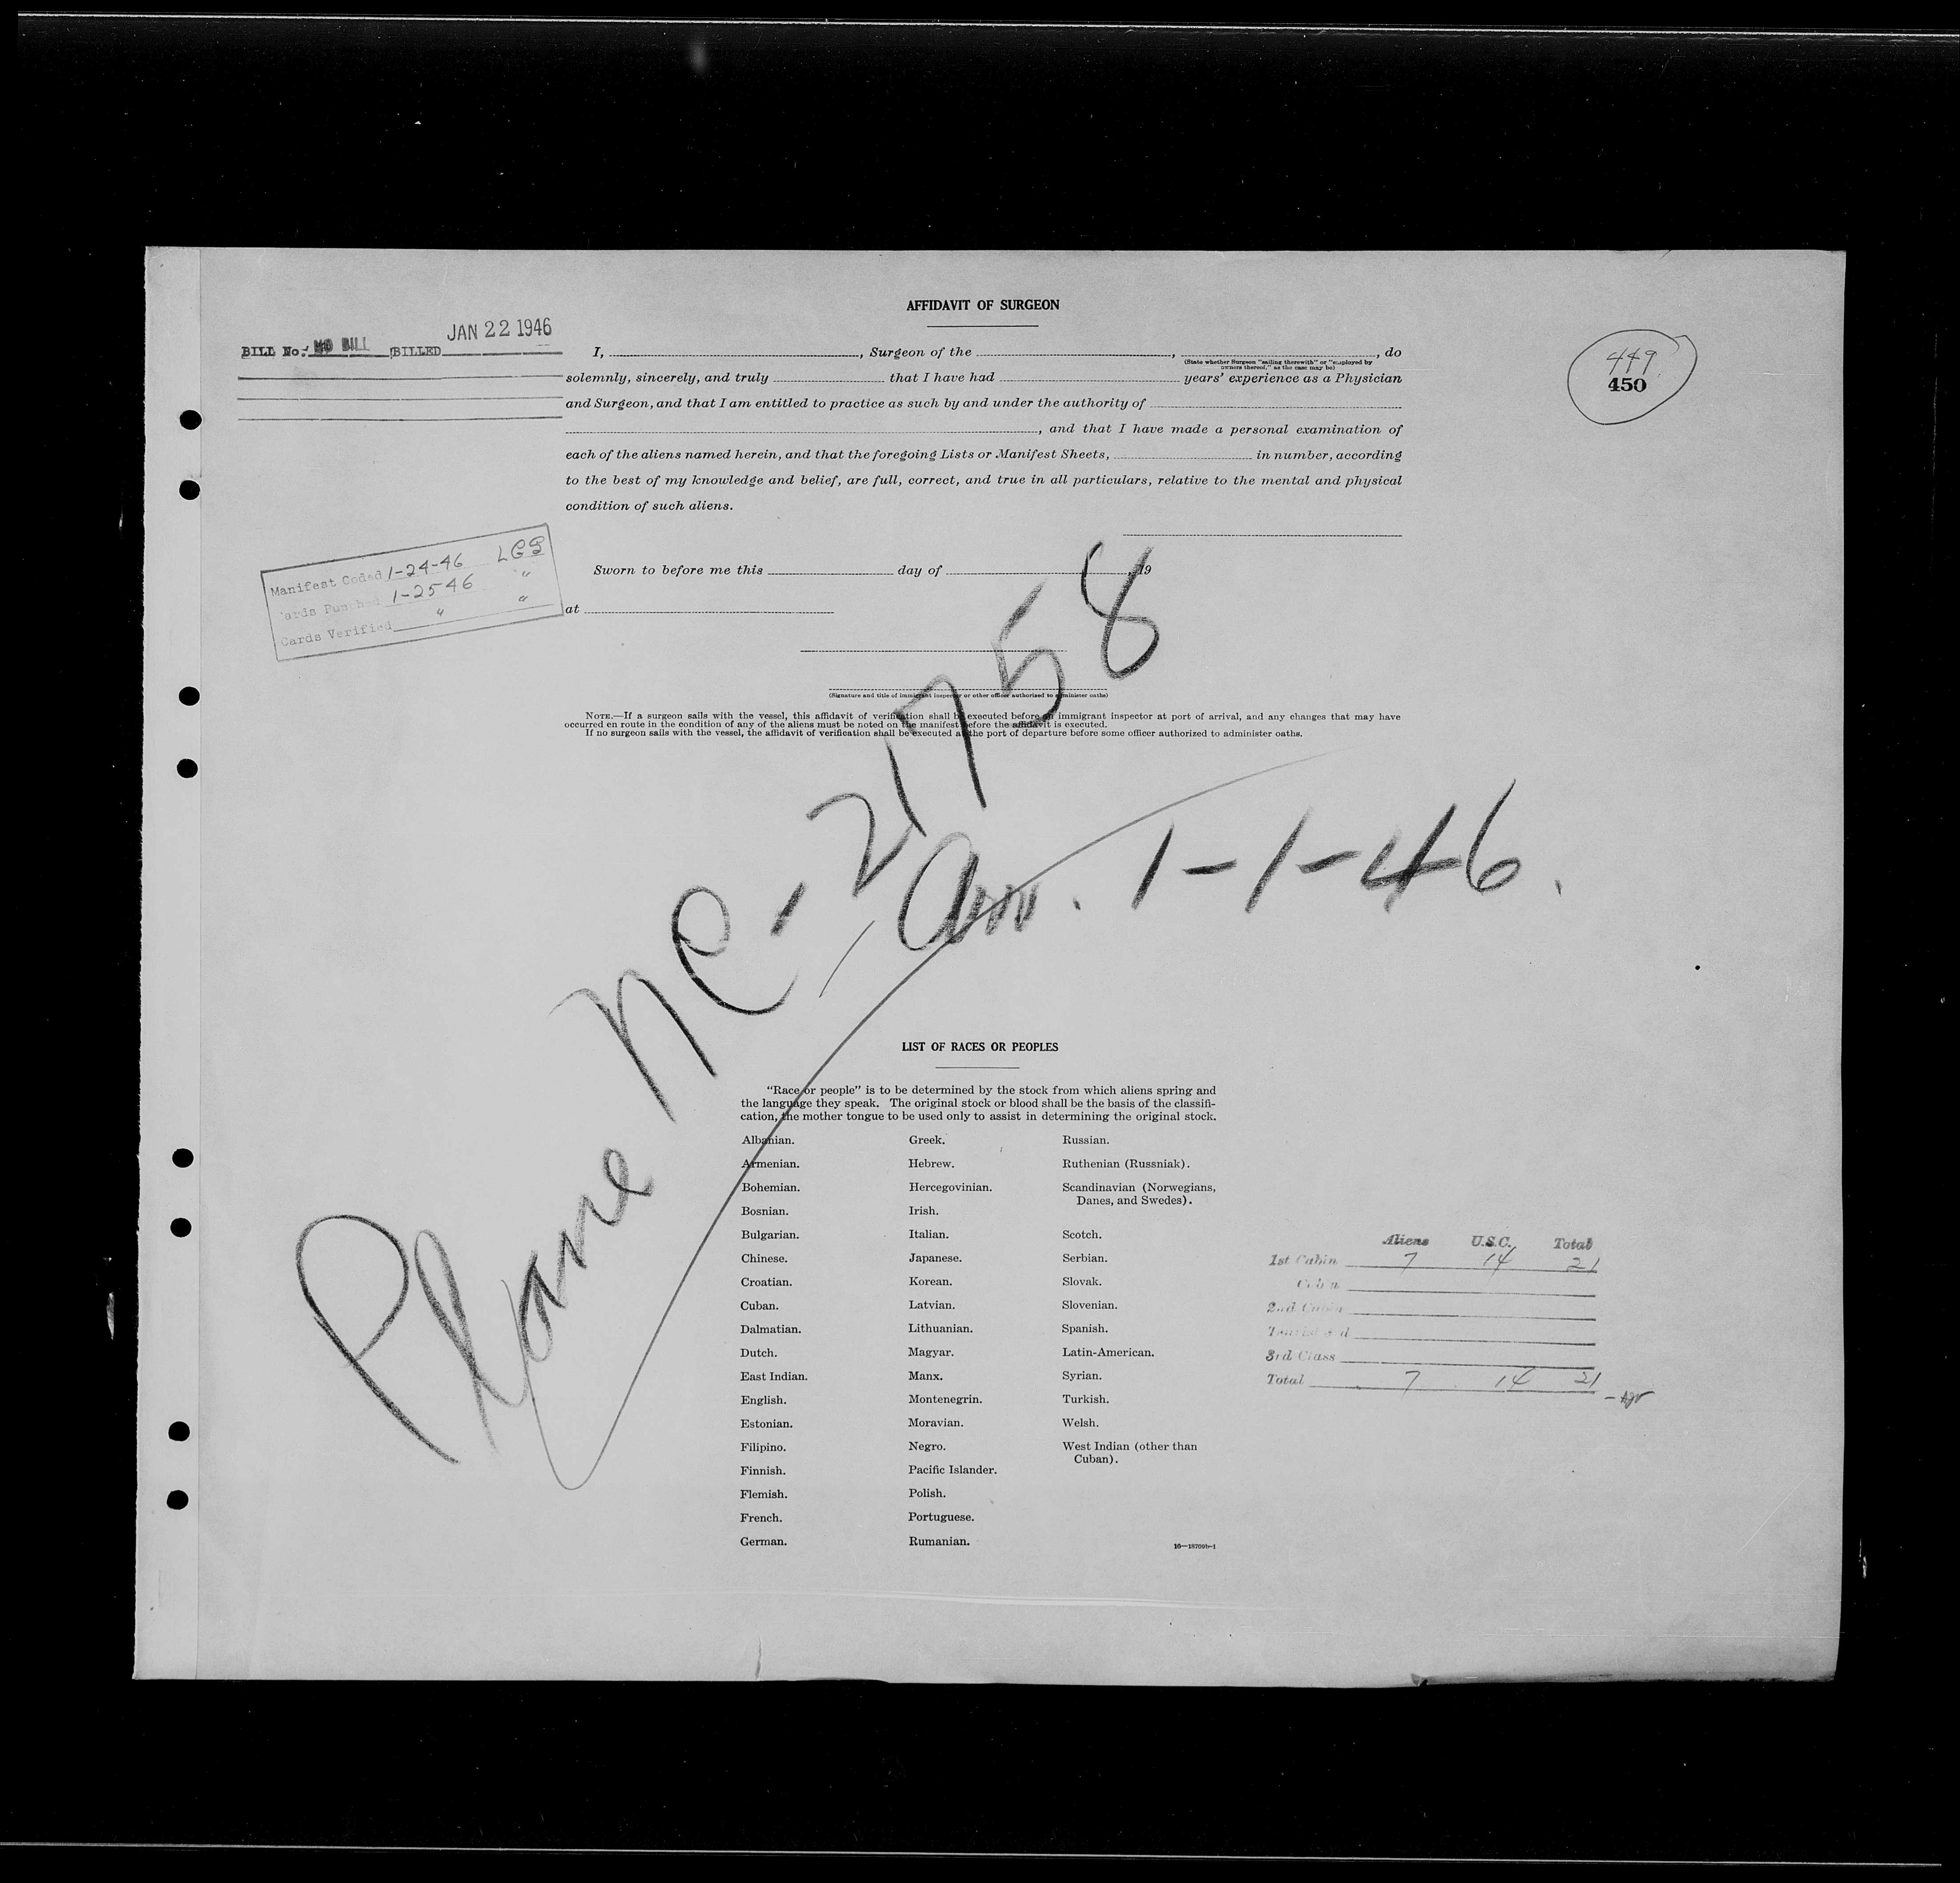 AFFIDAVIT OF SURGEON
BILL No. NO BILL BILLED JAN 22 1946
449
450
I, , Surgeon of the , , do
(State whether Surgeon "sailing therewith" or "employed by
owners thereof," as the case may be)
solemnly, sincerely, and truly that I have had years' experience as a Physician
and Surgeon, and that I am entitled to practice as such by and under the authority of
, and that I have made a personal examination of
each of the aliens named herein, and that the foregoing Lists or Manifest Sheets, in number, according
to the best of my knowledge and belief, are full, correct, and true in all particulars, relative to the mental and physical
condition of such aliens.
Manifest Coded 1-24-46 LGS
Cards Punched 1-2546 "
Cards Verified " "
Sworn to before me this day of , 19
at
(Signature and title of immigrant inspector or other officer authorized to administer oaths)
NOTE.—If a surgeon sails with the vessel, this affidavit of verification shall be executed before an immigrant inspector at port of arrival, and any changes that may have
occurred en route in the condition of any of the aliens must be noted on the manifest before the affidavit is executed.
If no surgeon sails with the vessel, the affidavit of verification shall be executed at the port of departure before some officer authorized to administer oaths.
Plane NC-21758
Arr. 1-1-46.
LIST OF RACES OR PEOPLES
"Race or people" is to be determined by the stock from which aliens spring and
the language they speak. The original stock or blood shall be the basis of the classifi-
cation, the mother tongue to be used only to assist in determining the original stock.
Albanian.
Armenian.
Bohemian.
Bosnian.
Bulgarian.
Chinese.
Croatian.
Cuban.
Dalmatian.
Dutch.
East Indian.
English.
Estonian.
Filipino.
Finnish.
Flemish.
French.
German.
Greek.
Hebrew.
Hercegovinian.
Irish.
Italian.
Japanese.
Korean.
Latvian.
Lithuanian.
Magyar.
Manx.
Montenegrin.
Moravian.
Negro.
Pacific Islander.
Polish.
Portuguese.
Rumanian.
Russian.
Ruthenian (Russniak).
Scandinavian (Norwegians,
Danes, and Swedes).
Scotch.
Serbian.
Slovak.
Slovenian.
Spanish.
Latin-American.
Syrian.
Turkish.
Welsh.
West Indian (other than
Cuban).
16—18709b-1
Aliens U.S.C. Total
1st Cabin 7 14 21
Cabin
2nd Cabin
3rd Class
Total 7 14 21